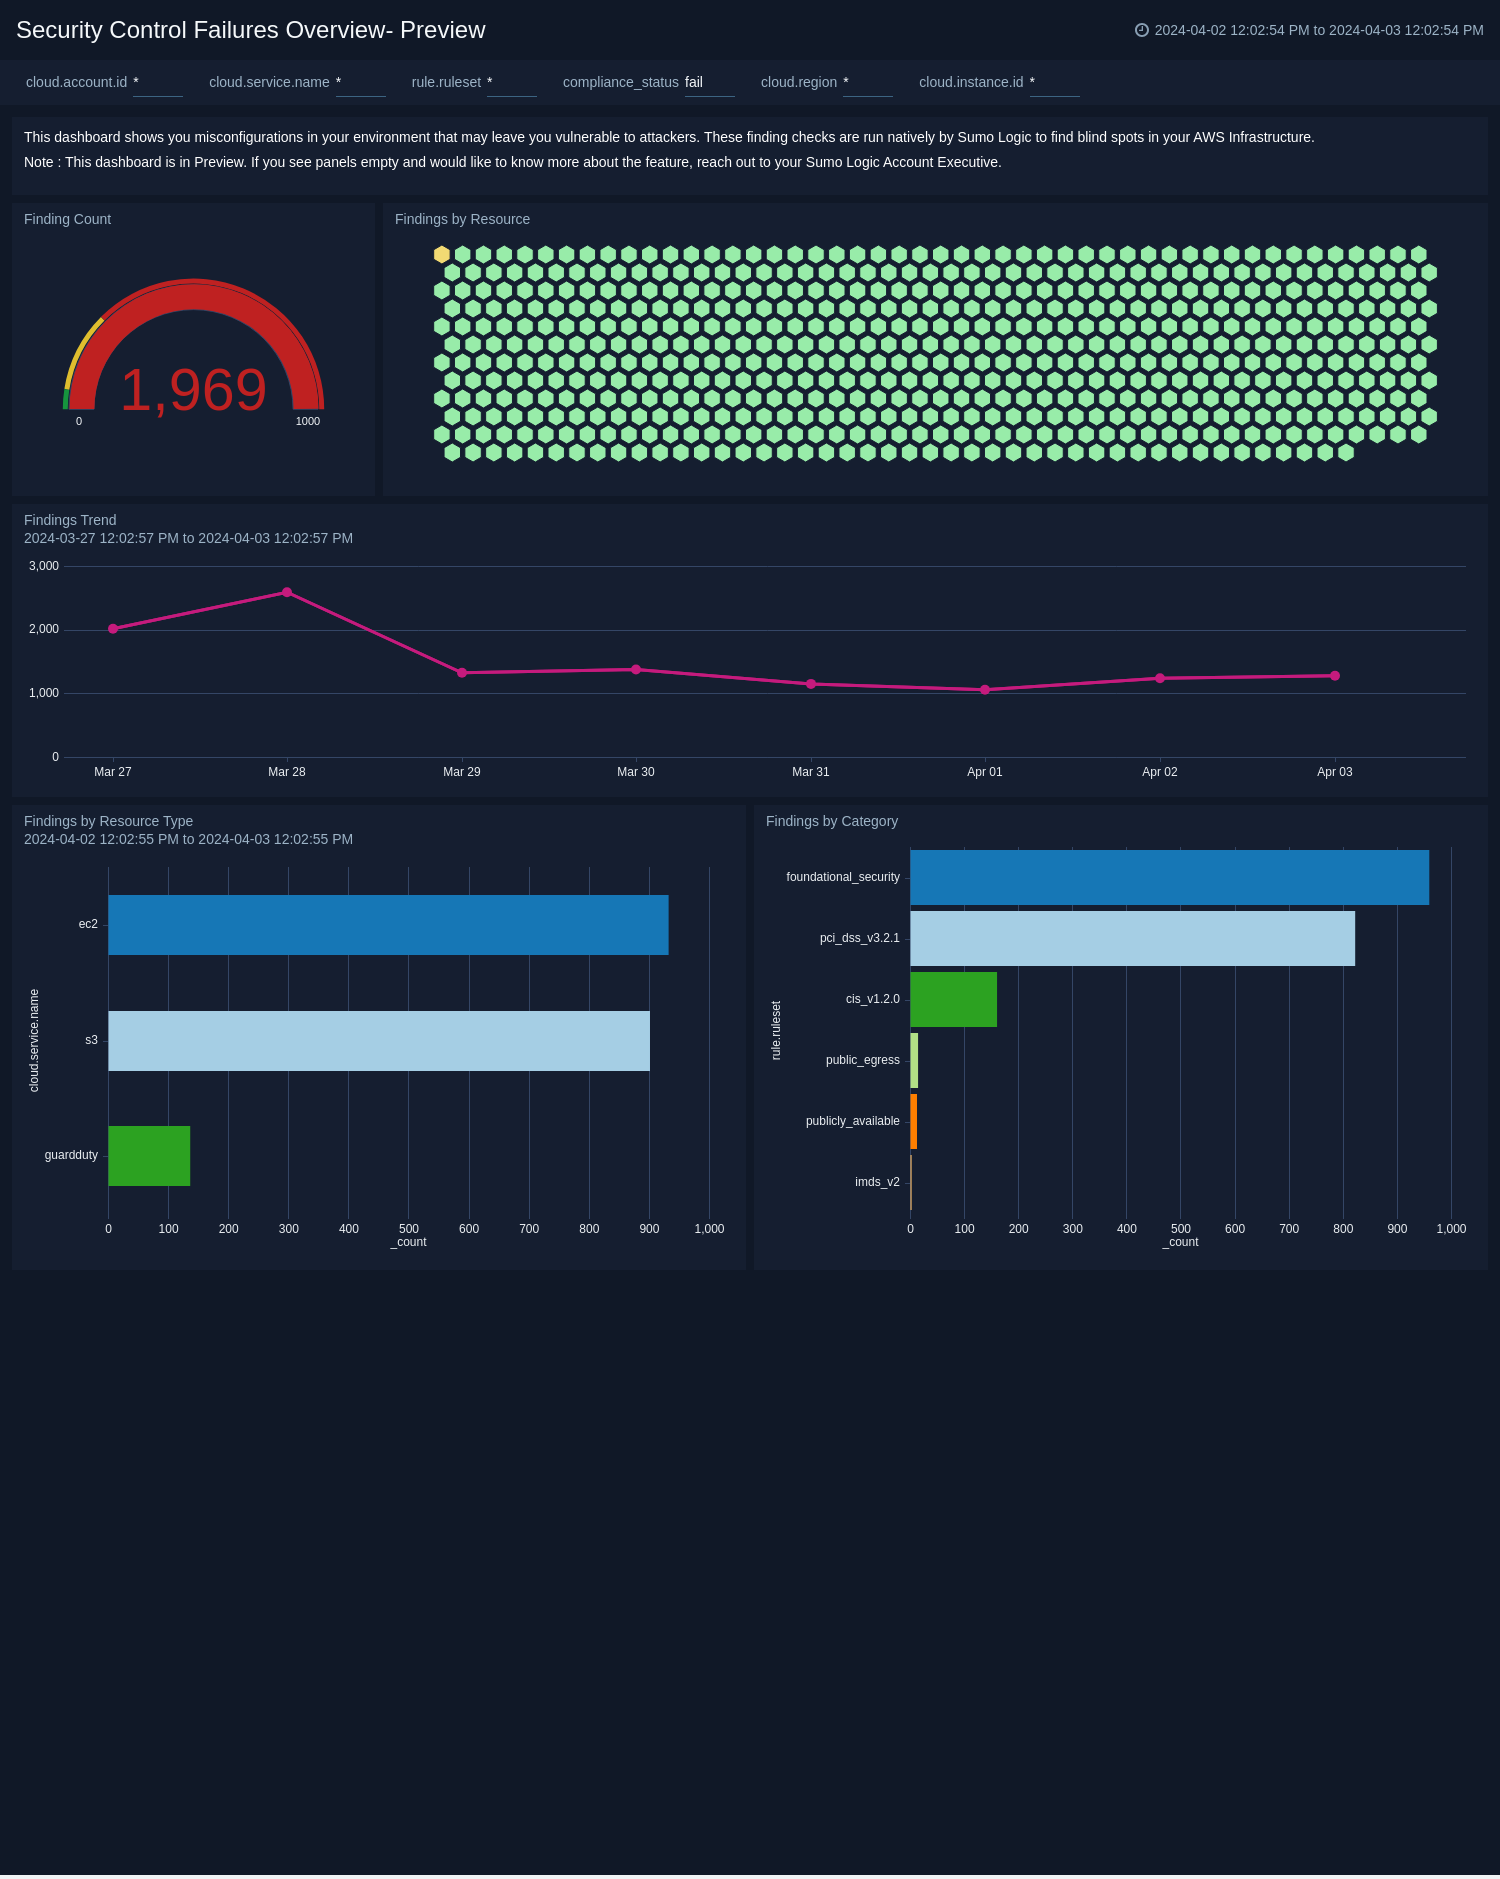 Security Control Failures Overview- Preview
2024-04-02 12:02:54 PM to 2024-04-03 12:02:54 PM
cloud.account.id * cloud.service.name * rule.ruleset * compliance_status fail cloud.region * cloud.instance.id *
This dashboard shows you misconfigurations in your environment that may leave you vulnerable to attackers. These finding checks are run natively by Sumo Logic to find blind spots in your AWS Infrastructure.
Note : This dashboard is in Preview. If you see panels empty and would like to know more about the feature, reach out to your Sumo Logic Account Executive.
Finding Count
1,969
0 1000
Findings by Resource
Findings Trend
2024-03-27 12:02:57 PM to 2024-04-03 12:02:57 PM
3,000
2,000
1,000
0
Mar 27 Mar 28 Mar 29 Mar 30 Mar 31 Apr 01 Apr 02 Apr 03
Findings by Resource Type
2024-04-02 12:02:55 PM to 2024-04-03 12:02:55 PM
cloud.service.name
ec2
s3
guardduty
0 100 200 300 400 500 600 700 800 900 1,000
_count
Findings by Category
rule.ruleset
foundational_security
pci_dss_v3.2.1
cis_v1.2.0
public_egress
publicly_available
imds_v2
0 100 200 300 400 500 600 700 800 900 1,000
_count